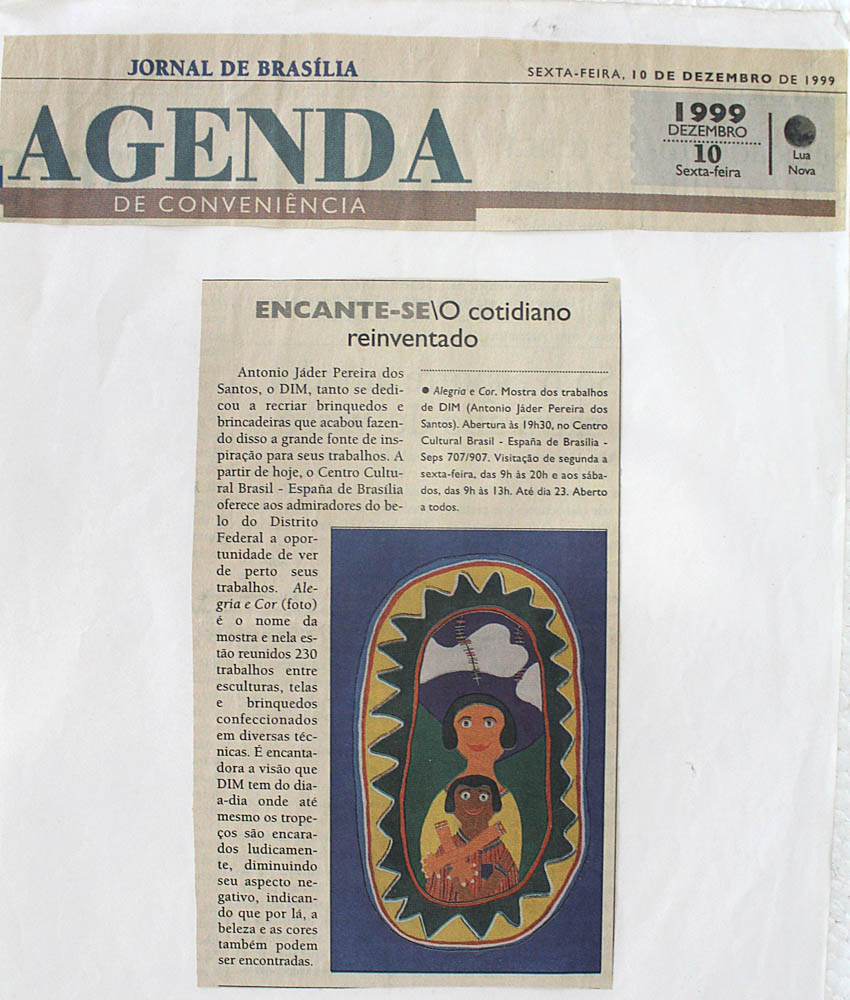 JORNAL DE BRASÍLIA
SEXTA-FEIRA, 10 DE DEZEMBRO DE 1999
AGENDA
DE CONVENIÊNCIA
1999
DEZEMBRO
10
Sexta-feira
Lua
Nova
ENCANTE-SE\O cotidiano
reinventado
Antonio Jáder Pereira dos
Santos, o DIM, tanto se dedi-
cou a recriar brinquedos e
brincadeiras que acabou fazen-
do disso a grande fonte de ins-
piração para seus trabalhos. A
partir de hoje, o Centro Cultu-
ral Brasil - España de Brasília
oferece aos admiradores do be-
lo do Distrito
Federal a opor-
tunidade de ver
de perto seus
trabalhos. Ale-
gria e Cor (foto)
é o nome da
mostra e nela es-
tão reunidos 230
trabalhos entre
esculturas, telas
e brinquedos
confeccionados
em diversas téc-
nicas. É encanta-
dora a visão que
DIM tem do dia-
a-dia onde até
mesmo os trope-
ços são encara-
dos ludicamen-
te, diminuindo
seu aspecto ne-
gativo, indican-
do que por lá, a
beleza e as cores
também podem
ser encontradas.
● Alegria e Cor. Mostra dos trabalhos
de DIM (Antonio Jáder Pereira dos
Santos). Abertura às 19h30, no Centro
Cultural Brasil - España de Brasília -
Seps 707/907. Visitação de segunda a
sexta-feira, das 9h às 20h e aos sába-
dos, das 9h às 13h. Até dia 23. Aberto
a todos.